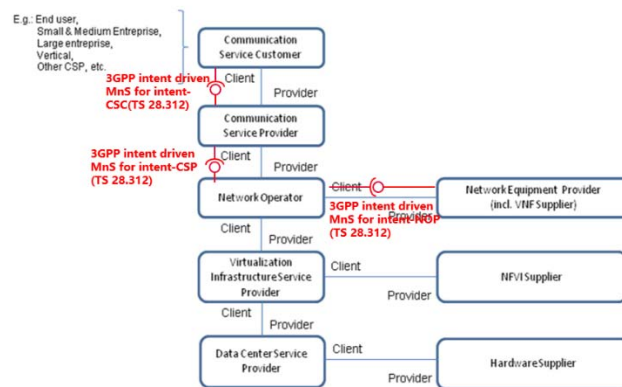 E.g.: End user,
Small & Medium Entreprise,
Large entreprise,
Vertical,
Other CSP, etc.
Communication
Service Customer
3GPP intent driven
MnS for intent-
CSC(TS 28.312)
Client
Provider
Communication
Service Provider
3GPP intent driven
MnS for intent-CSP
(TS 28.312)
Client
Provider
Network Operator
Client
3GPP intent driven
MnS for intent-NOP
(TS 28.312)
Provider
Network Equipment Provider
(incl. VNF Supplier)
Client
Provider
Virtualization
Infrastructure Service
Provider
Client
Provider
NFVI Supplier
Client
Provider
Data Center Service
Provider
Client
Provider
Hardware Supplier